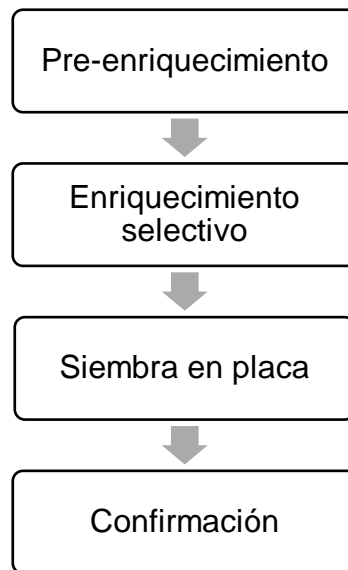 Pre-enriquecimiento
Enriquecimiento
selectivo
Siembra en placa
Confirmación